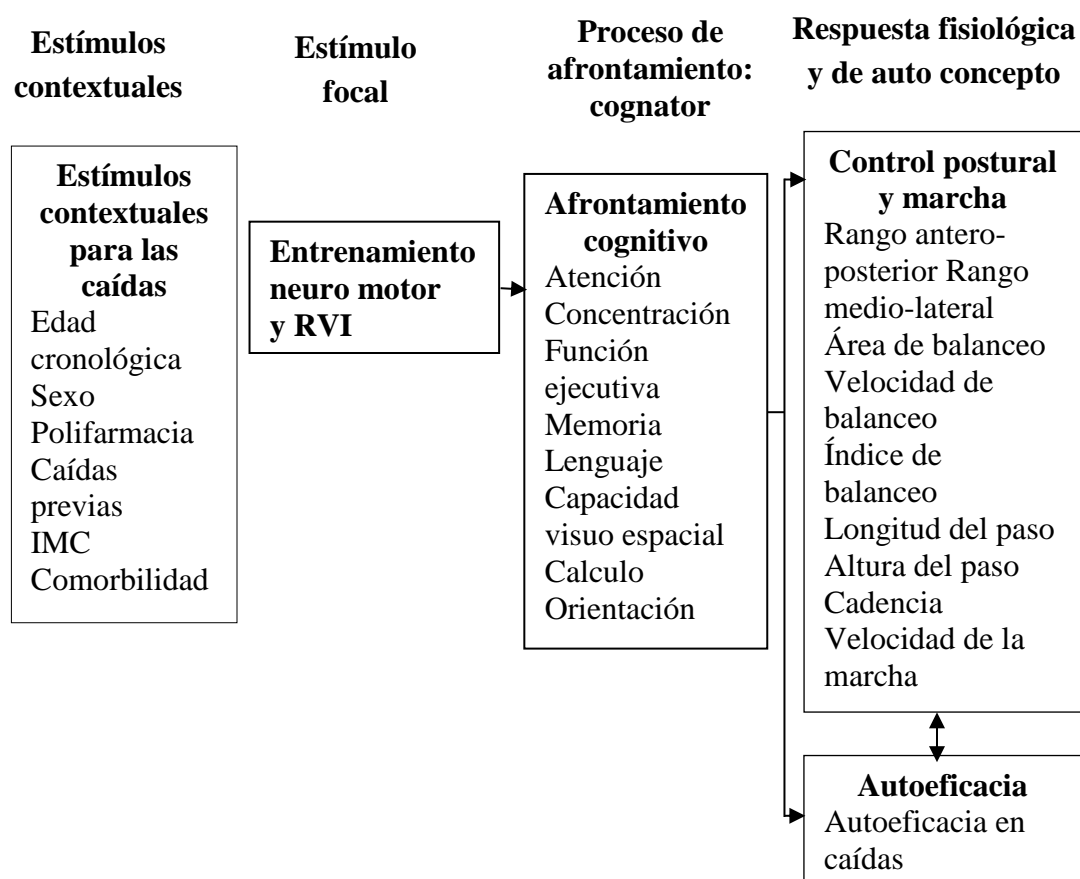 Estímulos
contextuales
Estímulo
focal
Proceso de
afrontamiento:
cognator
Respuesta fisiológica
y de auto concepto
Estímulos
contextuales
para las
caídas
Edad
cronológica
Sexo
Polifarmacia
Caídas
previas
IMC
Comorbilidad
Entrenamiento
neuro motor
y RVI
Afrontamiento
cognitivo
Atención
Concentración
Función
ejecutiva
Memoria
Lenguaje
Capacidad
visuo espacial
Calculo
Orientación
Control postural
y marcha
Rango antero-
posterior Rango
medio-lateral
Área de balanceo
Velocidad de
balanceo
Índice de
balanceo
Longitud del paso
Altura del paso
Cadencia
Velocidad de la
marcha
Autoeficacia
Autoeficacia en
caídas